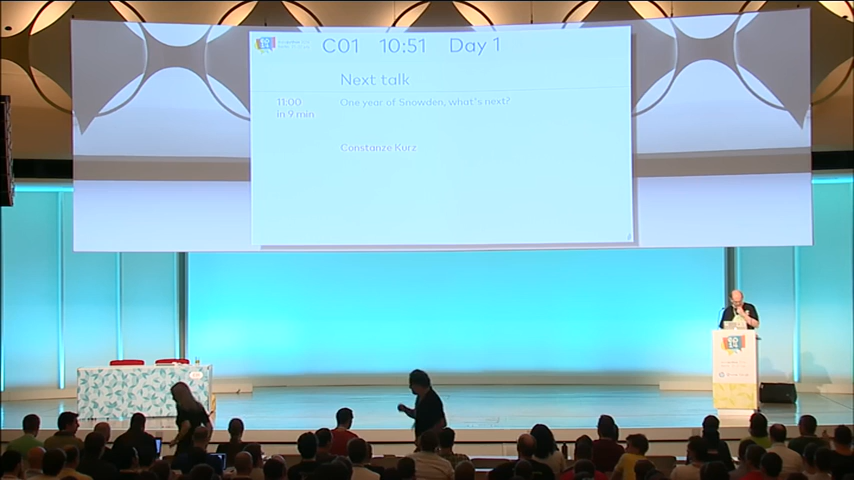 C01 10:51 Day 1
Next talk
11:00 One year of Snowden, what's next?
in 9 min
Constanze Kurz